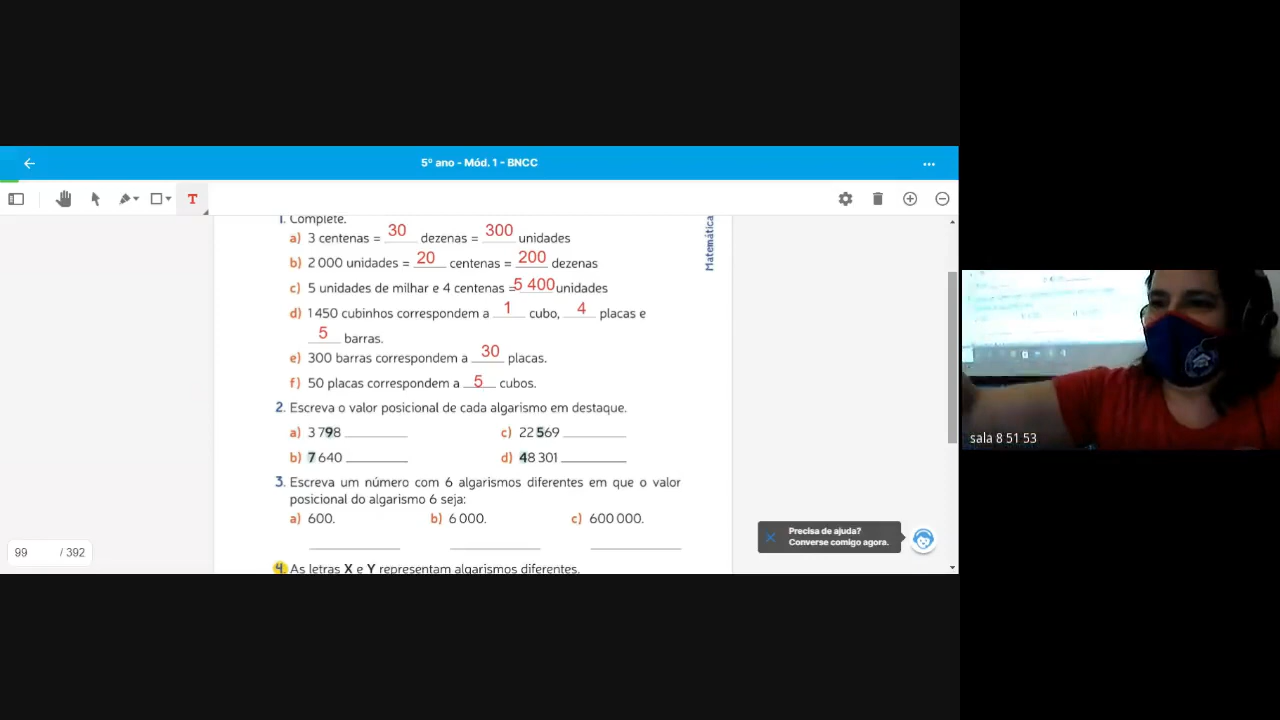 5º ano - Mód. 1 - BNCC
T
1. Complete.
a) 3 centenas = 30 dezenas = 300 unidades
b) 2 000 unidades = 20 centenas = 200 dezenas
c) 5 unidades de milhar e 4 centenas = 5 400 unidades
d) 1 450 cubinhos correspondem a 1 cubo, 4 placas e
5 barras.
e) 300 barras correspondem a 30 placas.
f) 50 placas correspondem a 5 cubos.
2. Escreva o valor posicional de cada algarismo em destaque.
a) 3 798 ________ c) 22 569 ________
b) 7 640 ________ d) 48 301 ________
3. Escreva um número com 6 algarismos diferentes em que o valor
posicional do algarismo 6 seja:
a) 600. b) 6 000. c) 600 000.
4. As letras X e Y representam algarismos diferentes.
Matemática
99 / 392
Precisa de ajuda?
Converse comigo agora.
sala 8 51 53